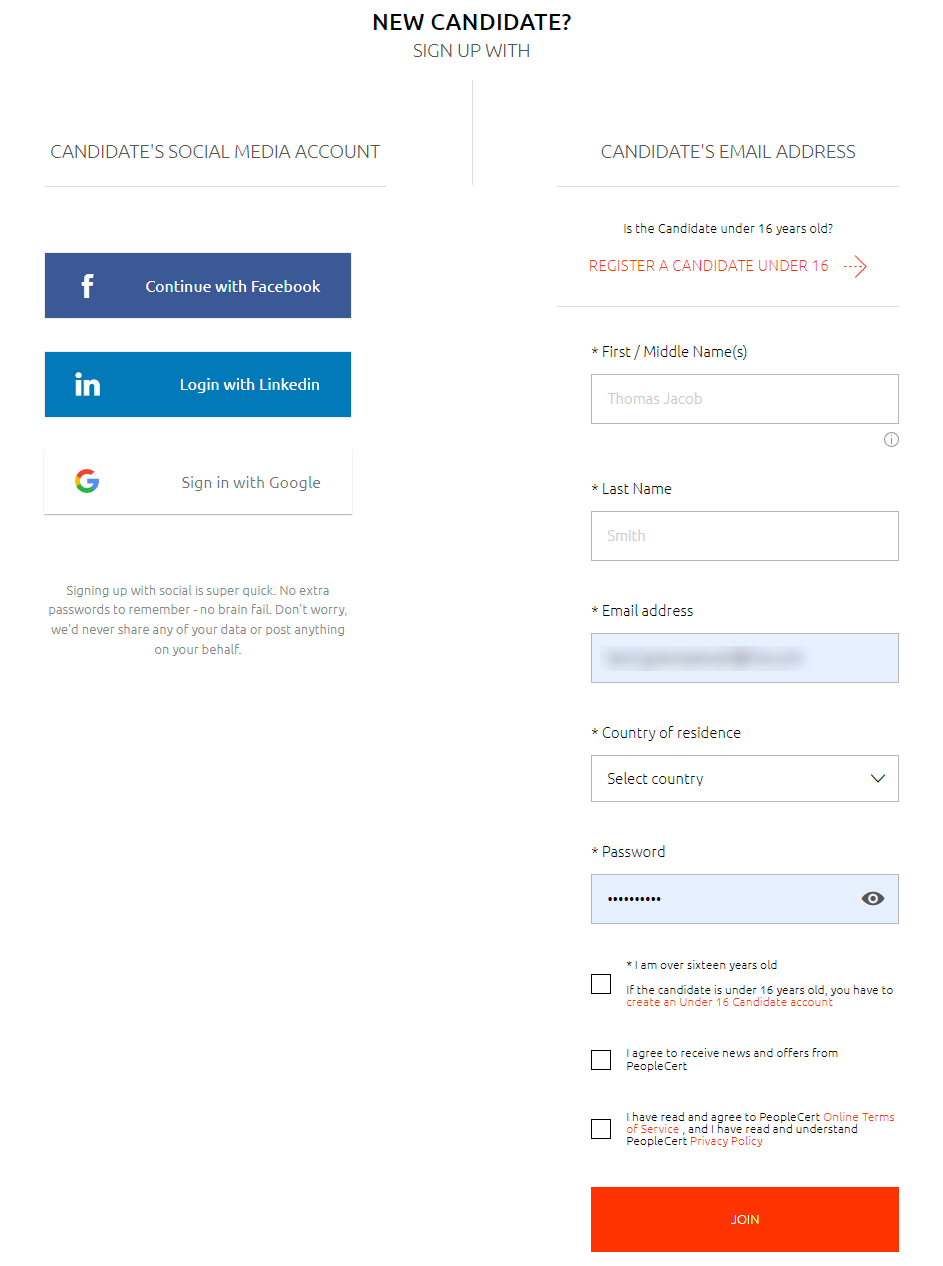 NEW CANDIDATE?
SIGN UP WITH
CANDIDATE'S SOCIAL MEDIA ACCOUNT
Continue with Facebook
in Login with Linkedin
Sign in with Google
Signing up with social is super quick. No extra
passwords to remember - no brain fail. Don't worry,
we'd never share any of your data or post anything
on your behalf.
CANDIDATE'S EMAIL ADDRESS
Is the Candidate under 16 years old?
REGISTER A CANDIDATE UNDER 16
* First / Middle Name(s)
Thomas Jacob
* Last Name
Smith
* Email address
* Country of residence
Select country
* Password
* I am over sixteen years old
If the candidate is under 16 years old, you have to
create an Under 16 Candidate account
I agree to receive news and offers from
PeopleCert
I have read and agree to PeopleCert Online Terms
of Service , and I have read and understand
PeopleCert Privacy Policy
JOIN